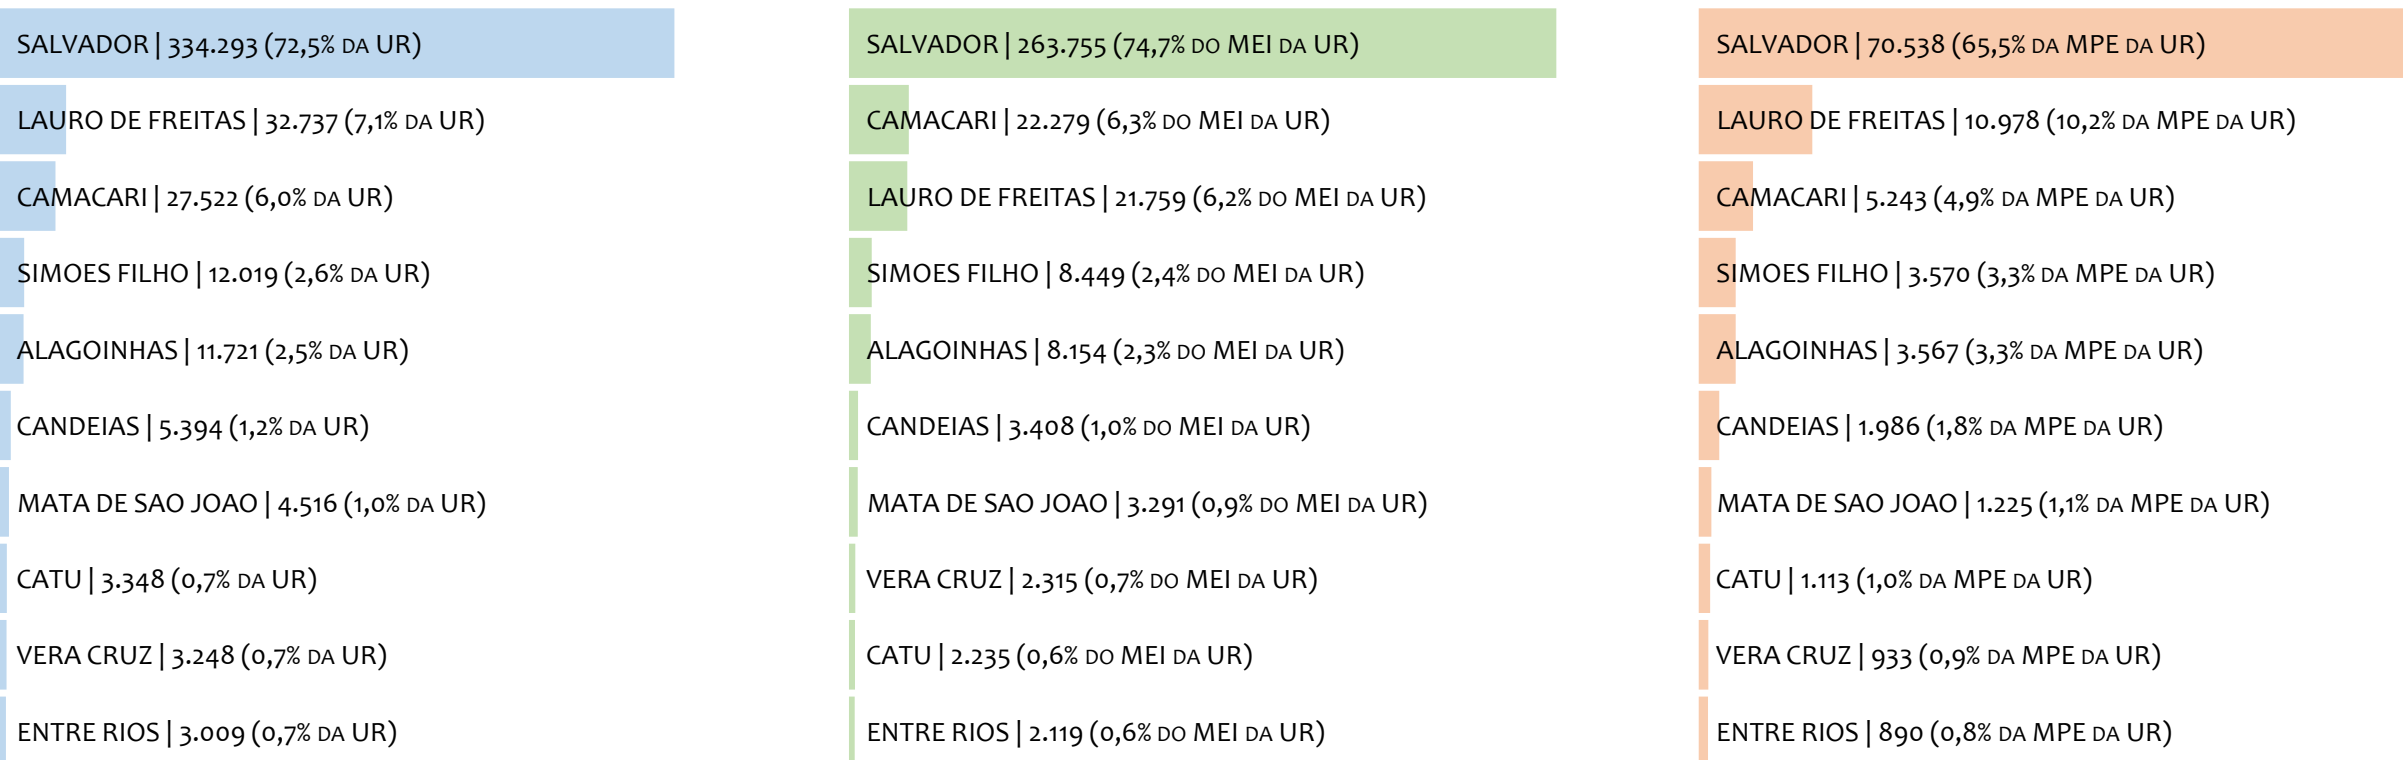 SALVADOR | 334.293 (72,5% DA UR)
LAURO DE FREITAS | 32.737 (7,1% DA UR)
CAMACARI | 27.522 (6,0% DA UR)
SIMOES FILHO | 12.019 (2,6% DA UR)
ALAGOINHAS | 11.721 (2,5% DA UR)
CANDEIAS | 5.394 (1,2% DA UR)
MATA DE SAO JOAO | 4.516 (1,0% DA UR)
CATU | 3.348 (0,7% DA UR)
VERA CRUZ | 3.248 (0,7% DA UR)
ENTRE RIOS | 3.009 (0,7% DA UR)
SALVADOR | 263.755 (74,7% DO MEI DA UR)
CAMACARI | 22.279 (6,3% DO MEI DA UR)
LAURO DE FREITAS | 21.759 (6,2% DO MEI DA UR)
SIMOES FILHO | 8.449 (2,4% DO MEI DA UR)
ALAGOINHAS | 8.154 (2,3% DO MEI DA UR)
CANDEIAS | 3.408 (1,0% DO MEI DA UR)
MATA DE SAO JOAO | 3.291 (0,9% DO MEI DA UR)
VERA CRUZ | 2.315 (0,7% DO MEI DA UR)
CATU | 2.235 (0,6% DO MEI DA UR)
ENTRE RIOS | 2.119 (0,6% DO MEI DA UR)
SALVADOR | 70.538 (65,5% DA MPE DA UR)
LAURO DE FREITAS | 10.978 (10,2% DA MPE DA UR)
CAMACARI | 5.243 (4,9% DA MPE DA UR)
SIMOES FILHO | 3.570 (3,3% DA MPE DA UR)
ALAGOINHAS | 3.567 (3,3% DA MPE DA UR)
CANDEIAS | 1.986 (1,8% DA MPE DA UR)
MATA DE SAO JOAO | 1.225 (1,1% DA MPE DA UR)
CATU | 1.113 (1,0% DA MPE DA UR)
VERA CRUZ | 933 (0,9% DA MPE DA UR)
ENTRE RIOS | 890 (0,8% DA MPE DA UR)